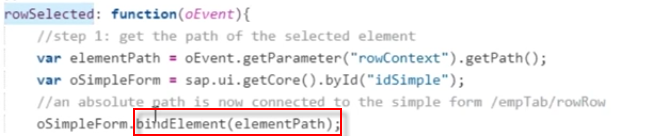 rowSelected: function(oEvent){
//step 1: get the path of the selected element
var elementPath = oEvent.getParameter("rowContext").getPath();
var oSimpleForm = sap.ui.getCore().byId("idSimple");
//an absolute path is now connected to the simple form /empTab/rowRow
oSimpleForm.bindElement(elementPath);